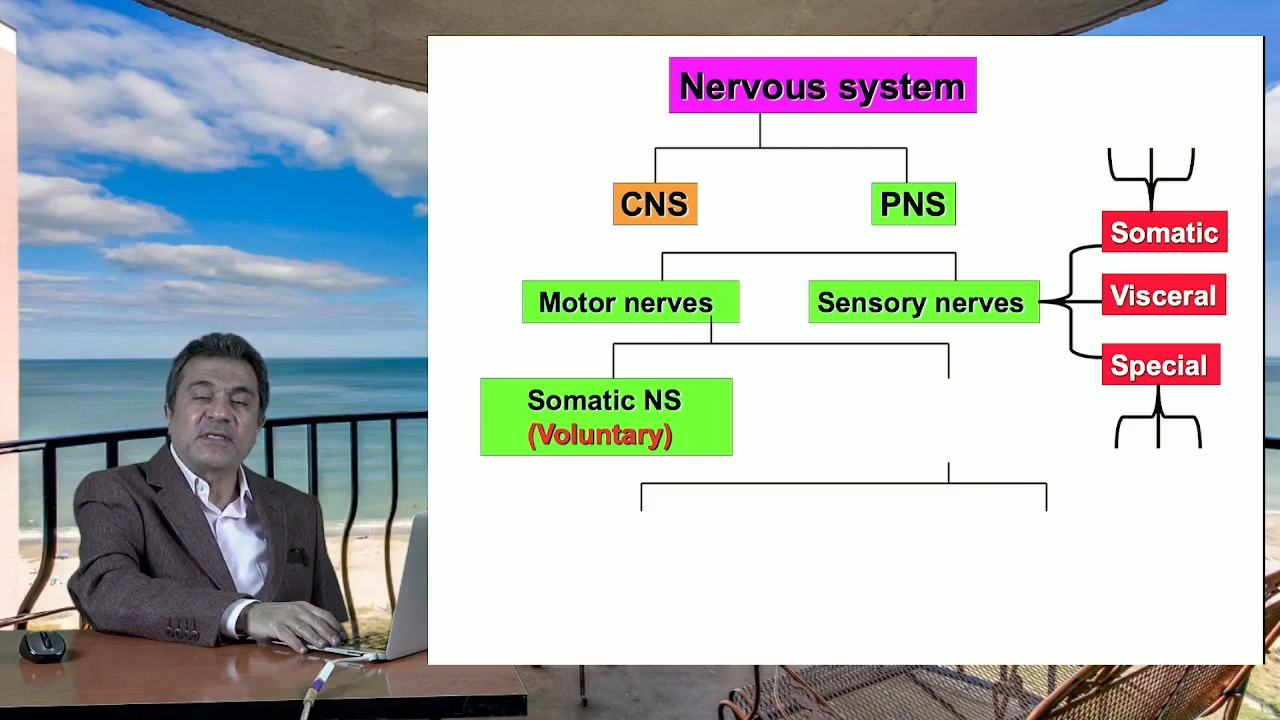 Nervous system
CNS
PNS
Somatic
Motor nerves
Sensory nerves
Visceral
Special
Somatic NS
(Voluntary)